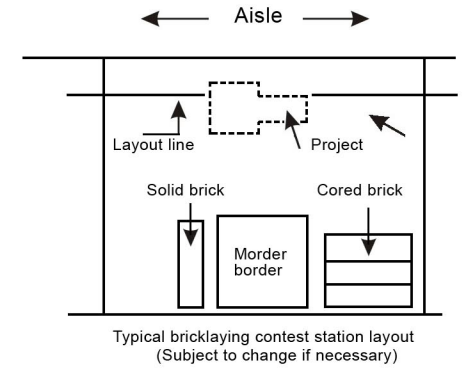 Aisle
Layout line
Project
Solid brick
Cored brick
Morder
border
Typical bricklaying contest station layout
(Subject to change if necessary)